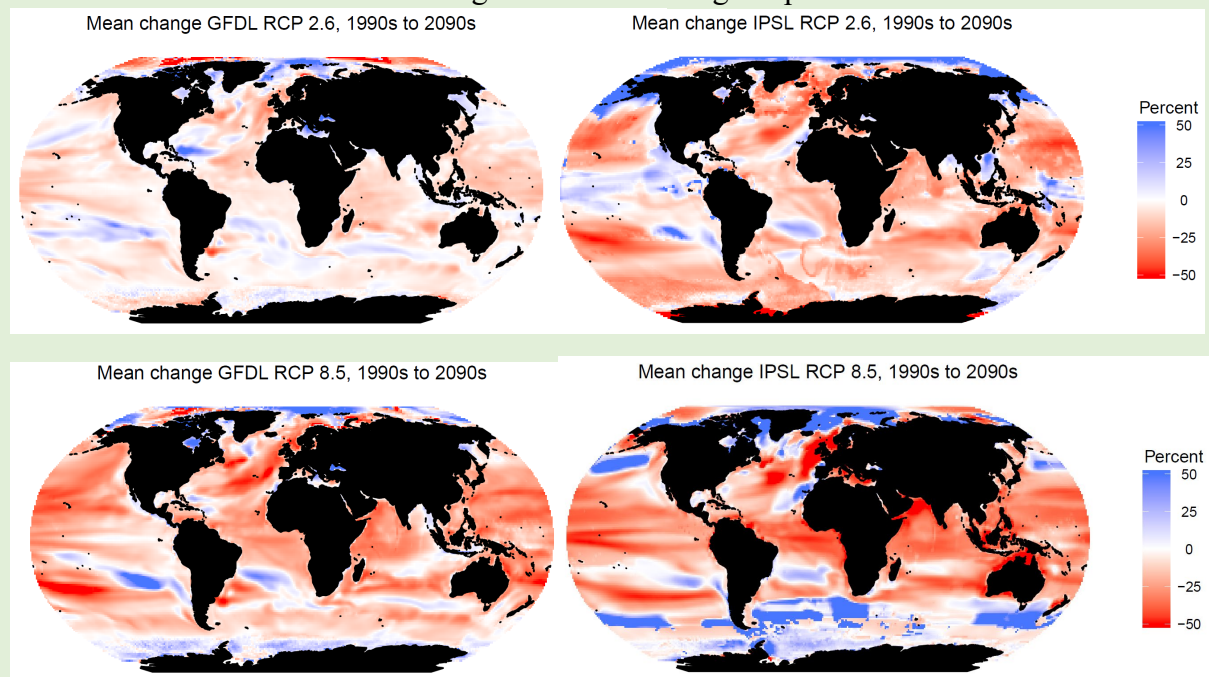 Mean change GFDL RCP 2.6, 1990s to 2090s
Mean change IPSL RCP 2.6, 1990s to 2090s
Percent
50
25
0
−25
−50
Mean change GFDL RCP 8.5, 1990s to 2090s
Mean change IPSL RCP 8.5, 1990s to 2090s
Percent
50
25
0
−25
−50